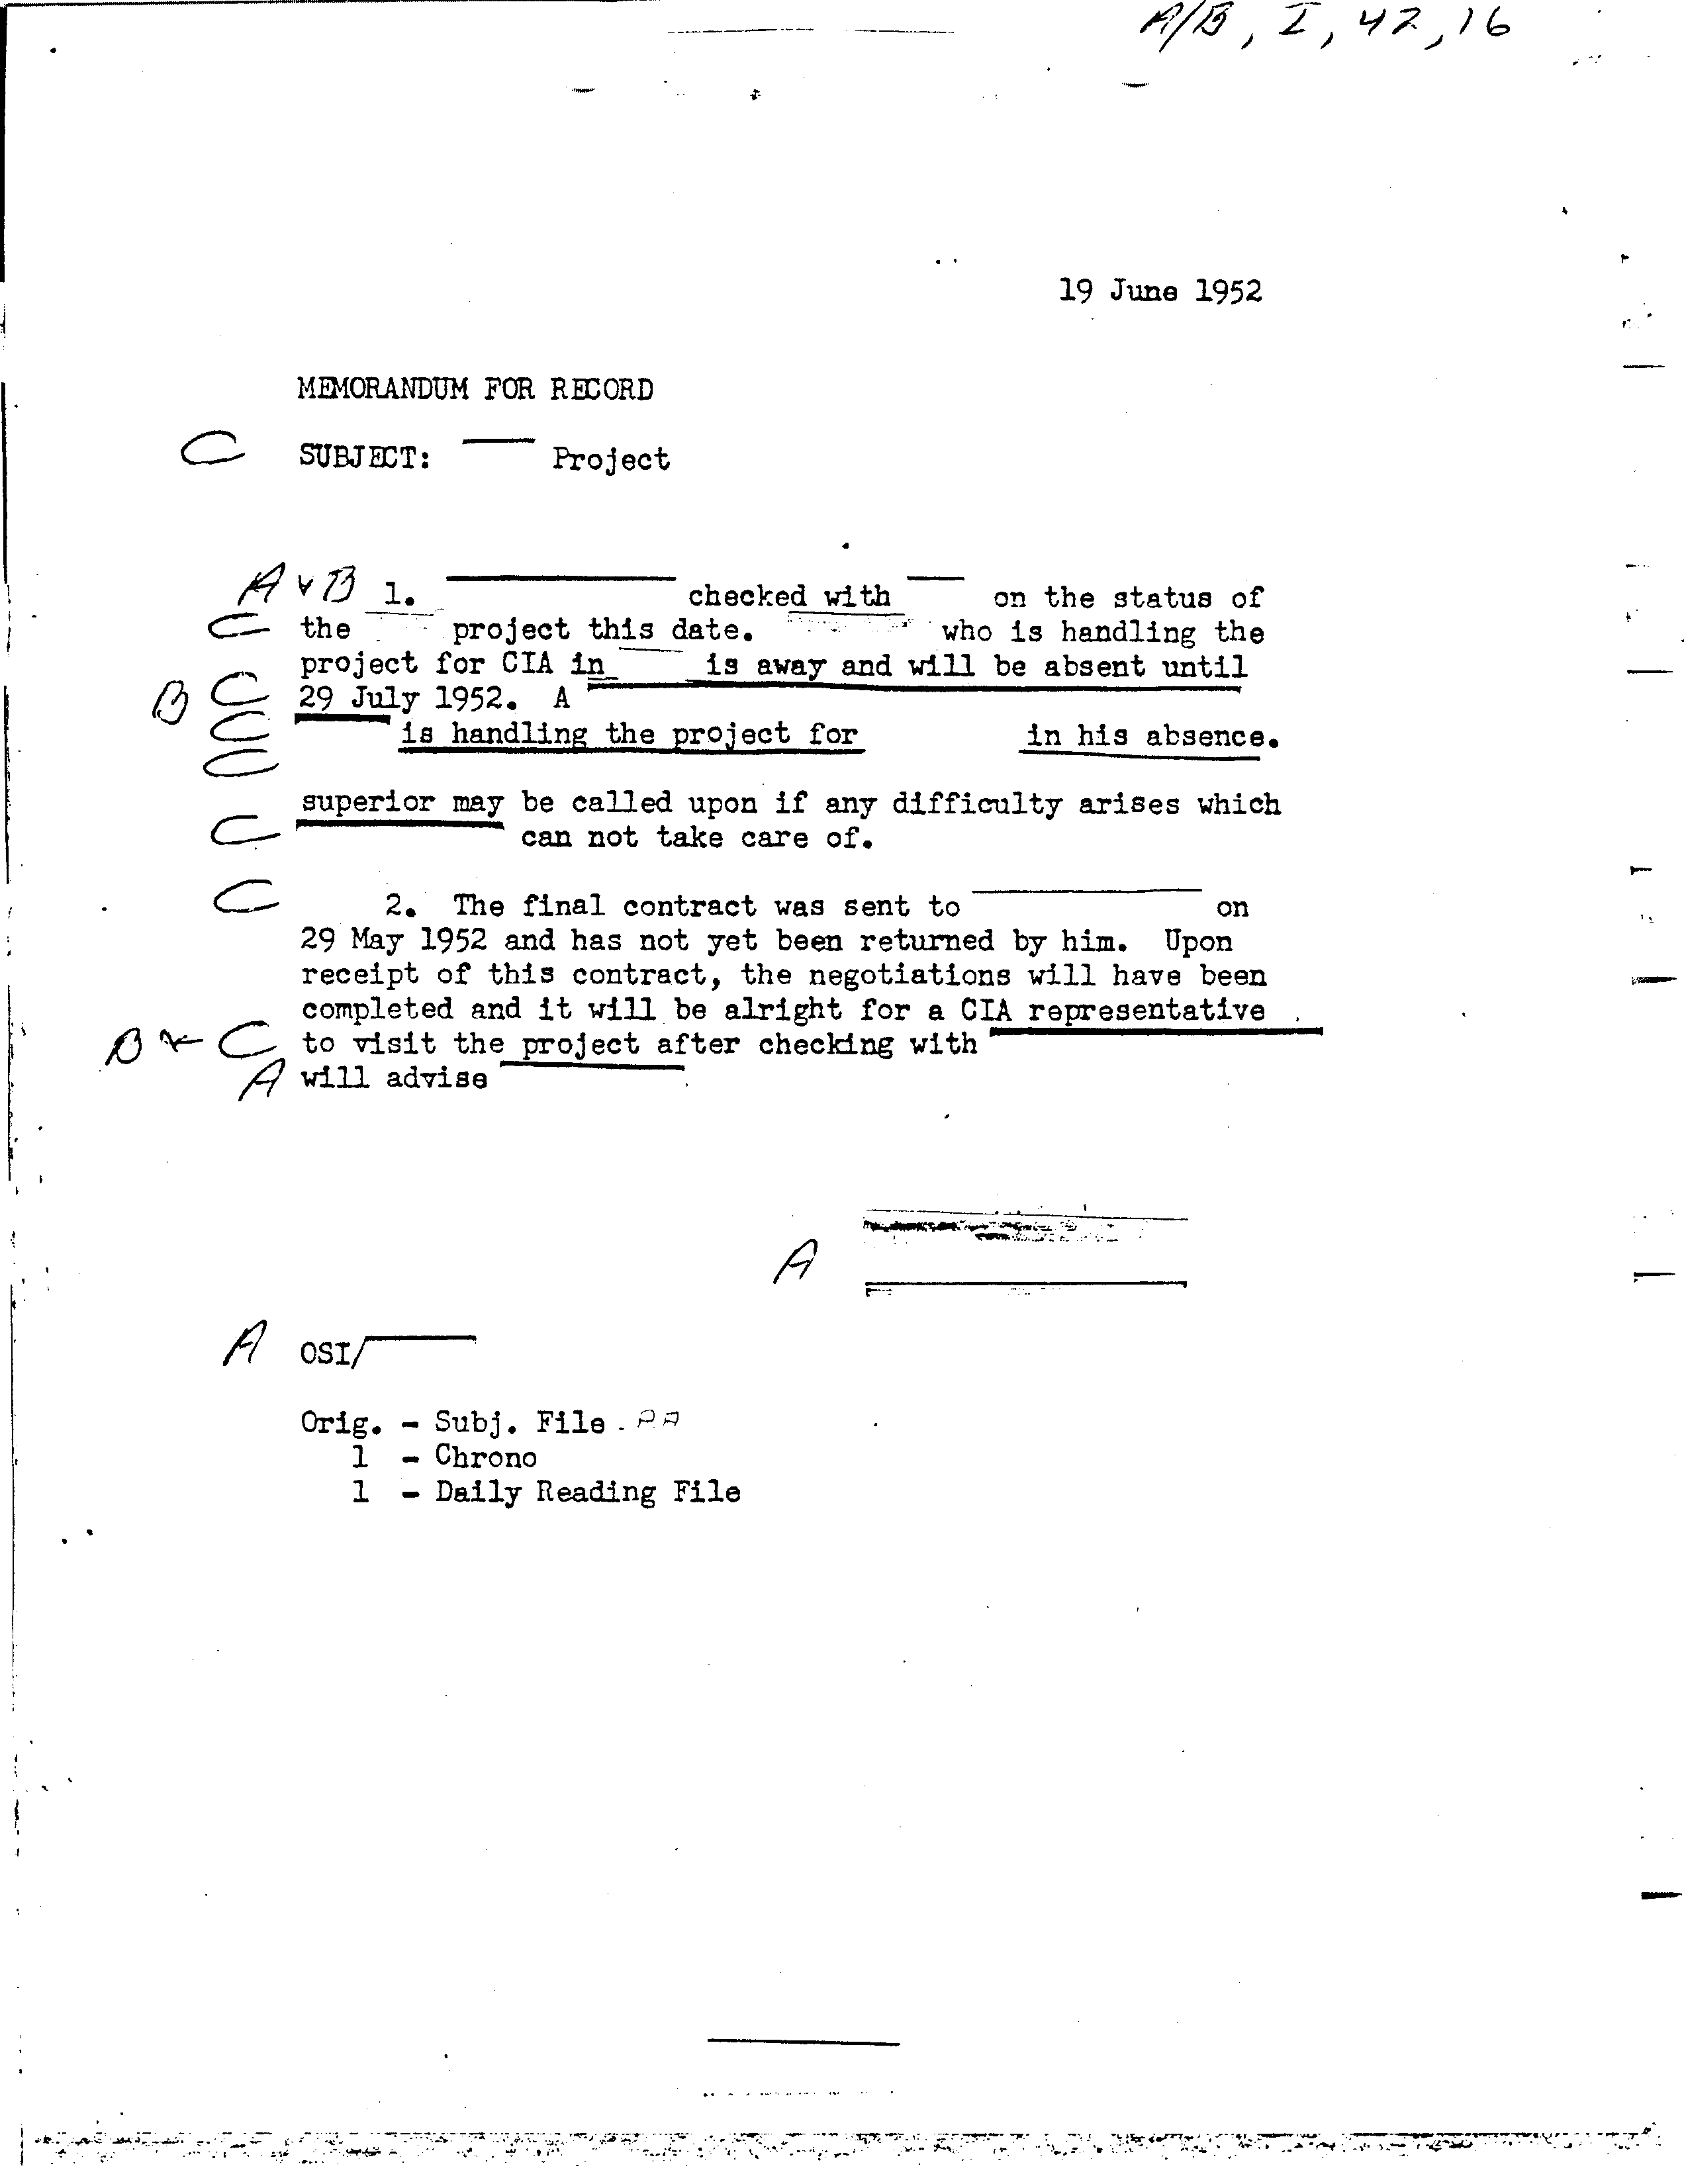 A/B, I, 42, 16
19 June 1952
MEMORANDUM FOR RECORD
C SUBJECT: Project
A & B 1. checked with on the status of
C the project this date. who is handling the
project for CIA in is away and will be absent until
B C 29 July 1952. A
C is handling the project for in his absence.
C
superior may be called upon if any difficulty arises which
C can not take care of.
C 2. The final contract was sent to on
29 May 1952 and has not yet been returned by him. Upon
receipt of this contract, the negotiations will have been
completed and it will be alright for a CIA representative
B & C to visit the project after checking with
A will advise
A
A OSI/
Orig. - Subj. File
1 - Chrono
1 - Daily Reading File